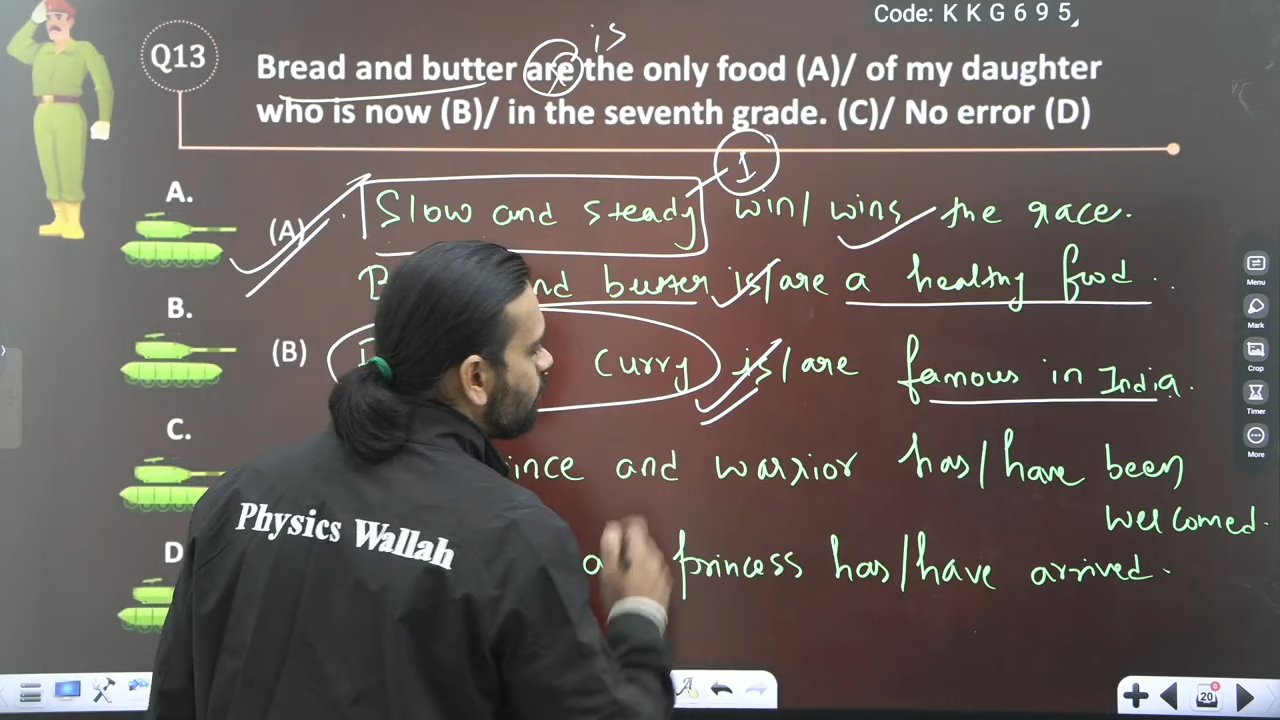 Code: K K G 6 9 5
is
Q13
Bread and butter are the only food (A)/ of my daughter
who is now (B)/ in the seventh grade. (C)/ No error (D)
1
A.
(A) Slow and steady win/ wins the race.
butter is/are a healthy food.
B.
(B) Curry is/are famous in India.
C.
and warrior has/have been
welcomed.
D
princess has/have arrived.
Physics Wallah
Menu
Mark
Crop
Timer
More
20